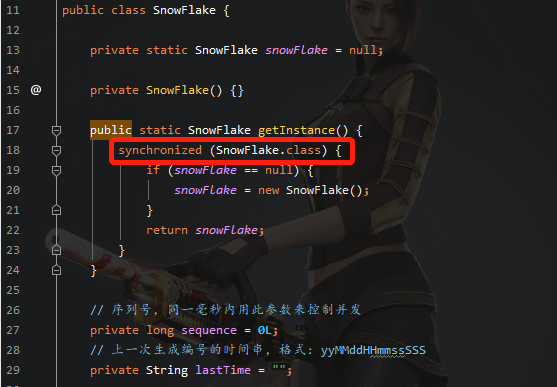 11 public class SnowFlake {
12
13 private static SnowFlake snowFlake = null;
14
15 @ private SnowFlake() {}
16
17 public static SnowFlake getInstance() {
18 synchronized (SnowFlake.class) {
19 if (snowFlake == null) {
20 snowFlake = new SnowFlake();
21 }
22 return snowFlake;
23 }
24 }
25
26 // 序列号，同一毫秒内用此参数来控制并发
27 private long sequence = 0L;
28 // 上一次生成编号的时间串，格式：yyMMddHHmmssSSS
29 private String lastTime = "";